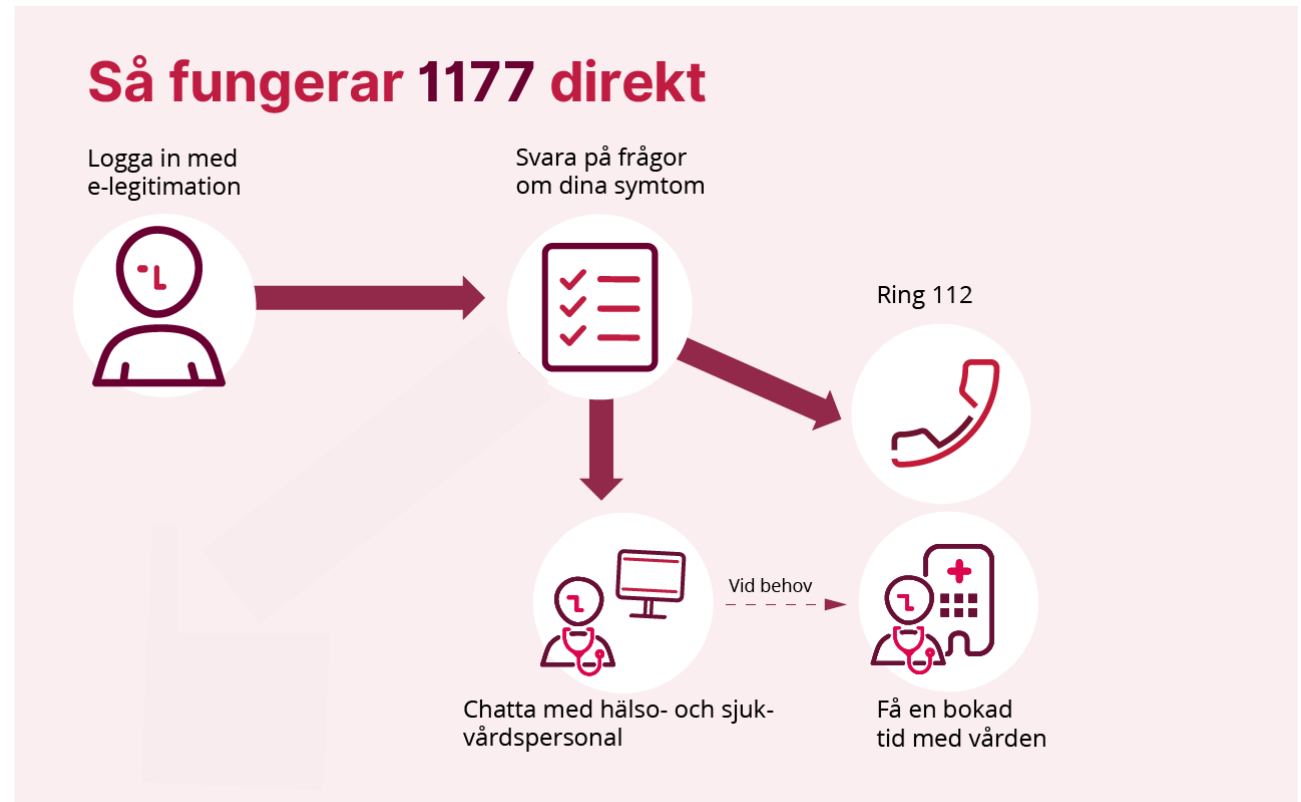 Så fungerar 1177 direkt
Logga in med
e-legitimation
Svara på frågor
om dina symtom
Ring 112
Vid behov
Chatta med hälso- och sjuk-
vårdspersonal
Få en bokad
tid med vården